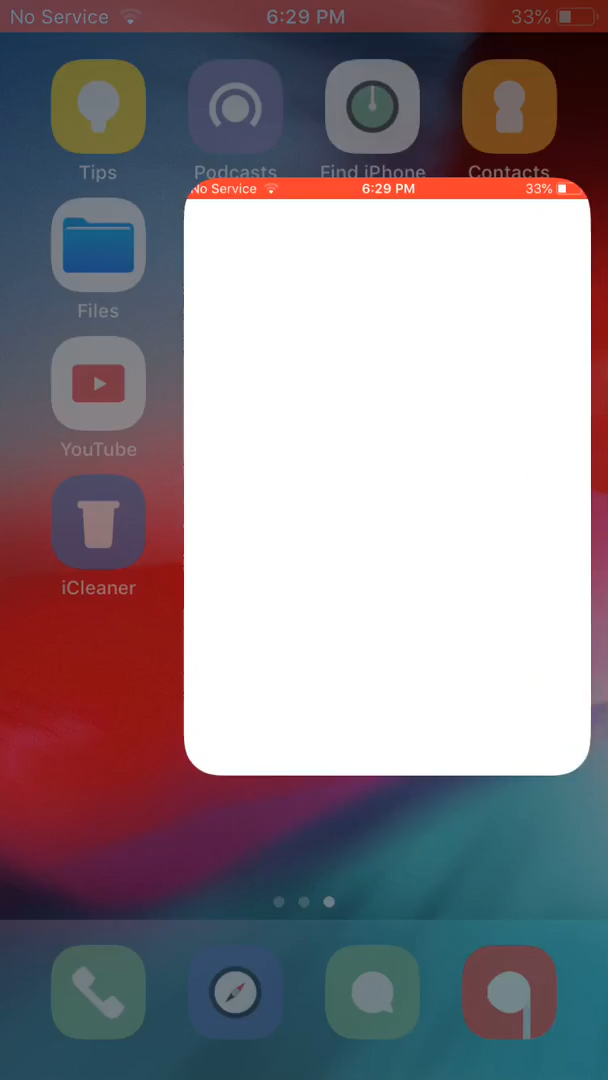 No Service 6:29 PM 33%
Tips Podcasts Find iPhone Contacts
No Service 6:29 PM 33%
Files
YouTube
iCleaner